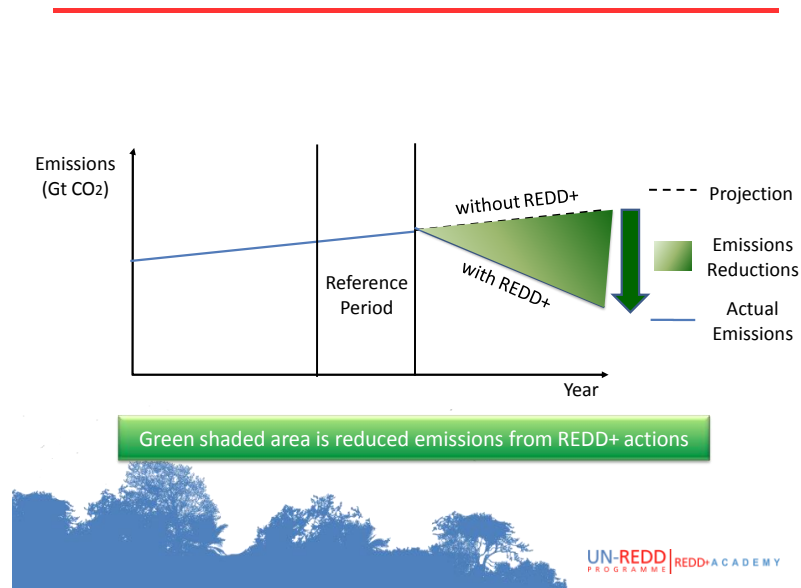 Emissions
(Gt CO2)
without REDD+
with REDD+
Reference
Period
Year
Projection
Emissions
Reductions
Actual
Emissions
Green shaded area is reduced emissions from REDD+ actions
UN-REDD
PROGRAMME
REDD+ACADEMY